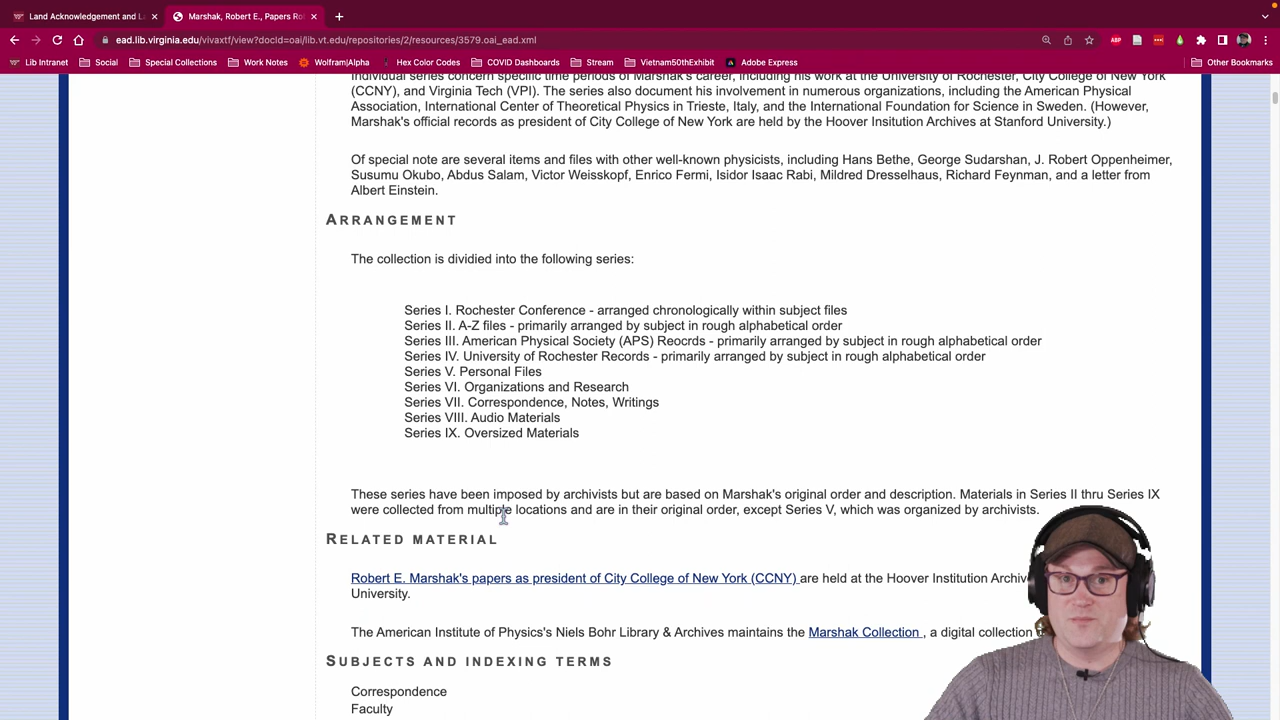 Land Acknowledgement and La
Marshak, Robert E., Papers Ro
ead.lib.virginia.edu/vivaxtf/view?docId=oai/lib.vt.edu/repositories/2/resources/3579.oai_ead.xml
ABP
Lib Intranet Social Special Collections Work Notes Wolfram|Alpha Hex Color Codes COVID Dashboards Stream Vietnam50thExhibit Adobe Express Other Bookmarks
Individual series concern specific time periods of Marshak's career, including his work at the University of Rochester, City College of New York
(CCNY), and Virginia Tech (VPI). The series also document his involvement in numerous organizations, including the American Physical
Association, International Center of Theoretical Physics in Trieste, Italy, and the International Foundation for Science in Sweden. (However,
Marshak's official records as president of City College of New York are held by the Hoover Insitution Archives at Stanford University.)
Of special note are several items and files with other well-known physicists, including Hans Bethe, George Sudarshan, J. Robert Oppenheimer,
Susumu Okubo, Abdus Salam, Victor Weisskopf, Enrico Fermi, Isidor Isaac Rabi, Mildred Dresselhaus, Richard Feynman, and a letter from
Albert Einstein.
ARRANGEMENT
The collection is dividied into the following series:
Series I. Rochester Conference - arranged chronologically within subject files
Series II. A-Z files - primarily arranged by subject in rough alphabetical order
Series III. American Physical Society (APS) Reocrds - primarily arranged by subject in rough alphabetical order
Series IV. University of Rochester Records - primarily arranged by subject in rough alphabetical order
Series V. Personal Files
Series VI. Organizations and Research
Series VII. Correspondence, Notes, Writings
Series VIII. Audio Materials
Series IX. Oversized Materials
These series have been imposed by archivists but are based on Marshak's original order and description. Materials in Series II thru Series IX
were collected from multiple locations and are in their original order, except Series V, which was organized by archivists.
RELATED MATERIAL
Robert E. Marshak's papers as president of City College of New York (CCNY) are held at the Hoover Institution Archive
University.
The American Institute of Physics's Niels Bohr Library & Archives maintains the Marshak Collection , a digital collection
SUBJECTS AND INDEXING TERMS
Correspondence
Faculty